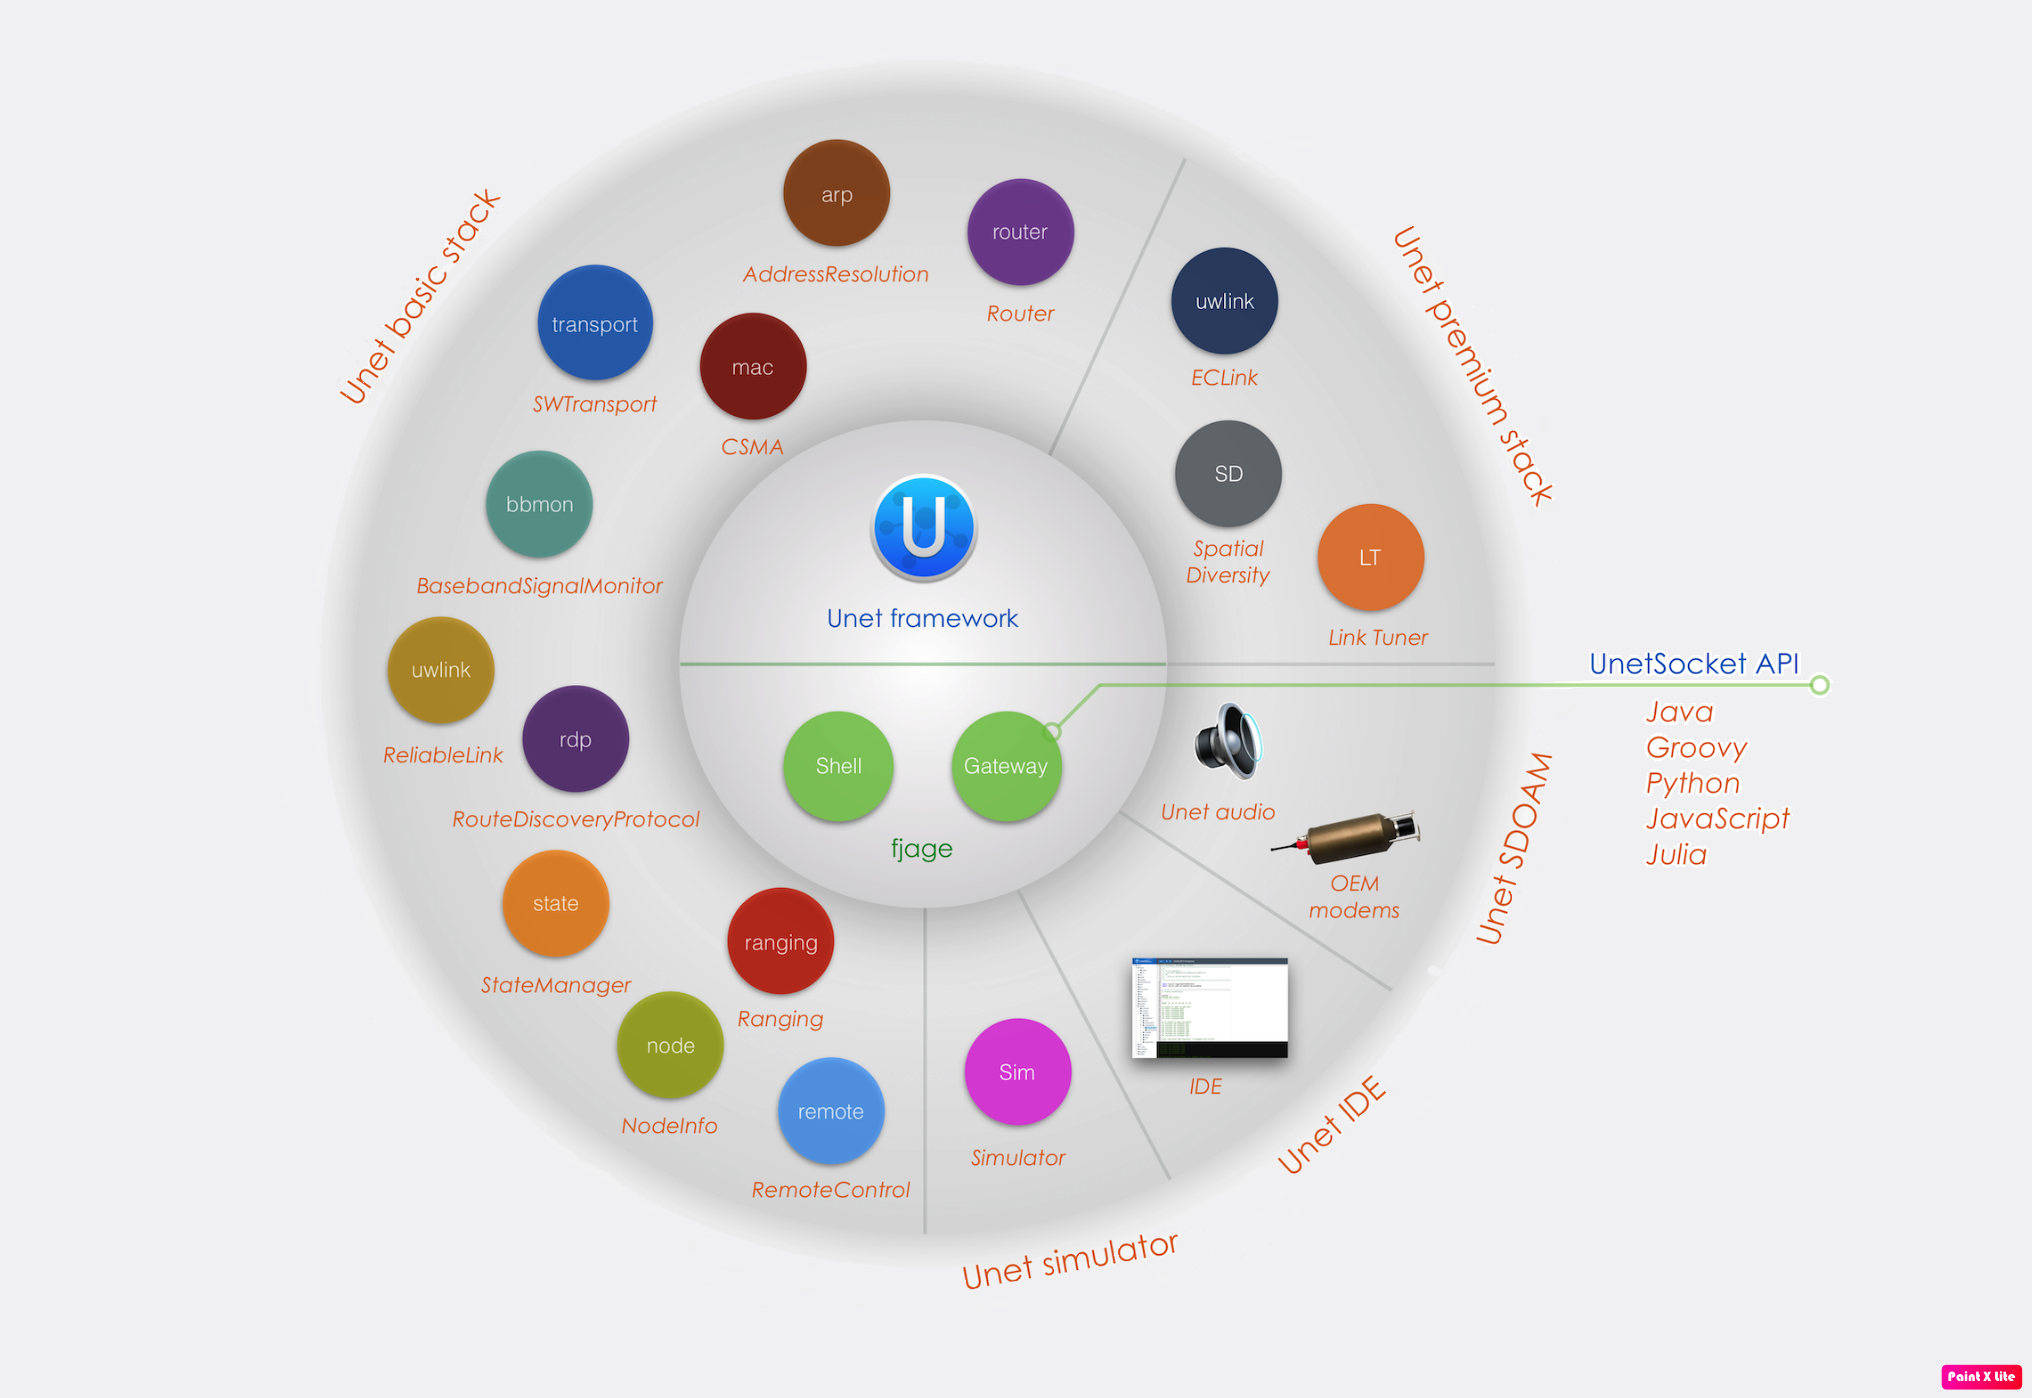 Unet basic stack
arp
AddressResolution
router
Router
transport
SWTransport
mac
CSMA
bbmon
BasebandSignalMonitor
uwlink
ReliableLink
rdp
RouteDiscoveryProtocol
state
StateManager
ranging
Ranging
node
NodeInfo
remote
RemoteControl
Unet premium stack
uwlink
ECLink
SD
Spatial
Diversity
LT
Link Tuner
U
Unet framework
Shell
Gateway
fjage
UnetSocket API
Java
Groovy
Python
JavaScript
Julia
Unet SDOAM
Unet audio
OEM
modems
Unet IDE
IDE
Unet simulator
Sim
Simulator
Paint X Lite